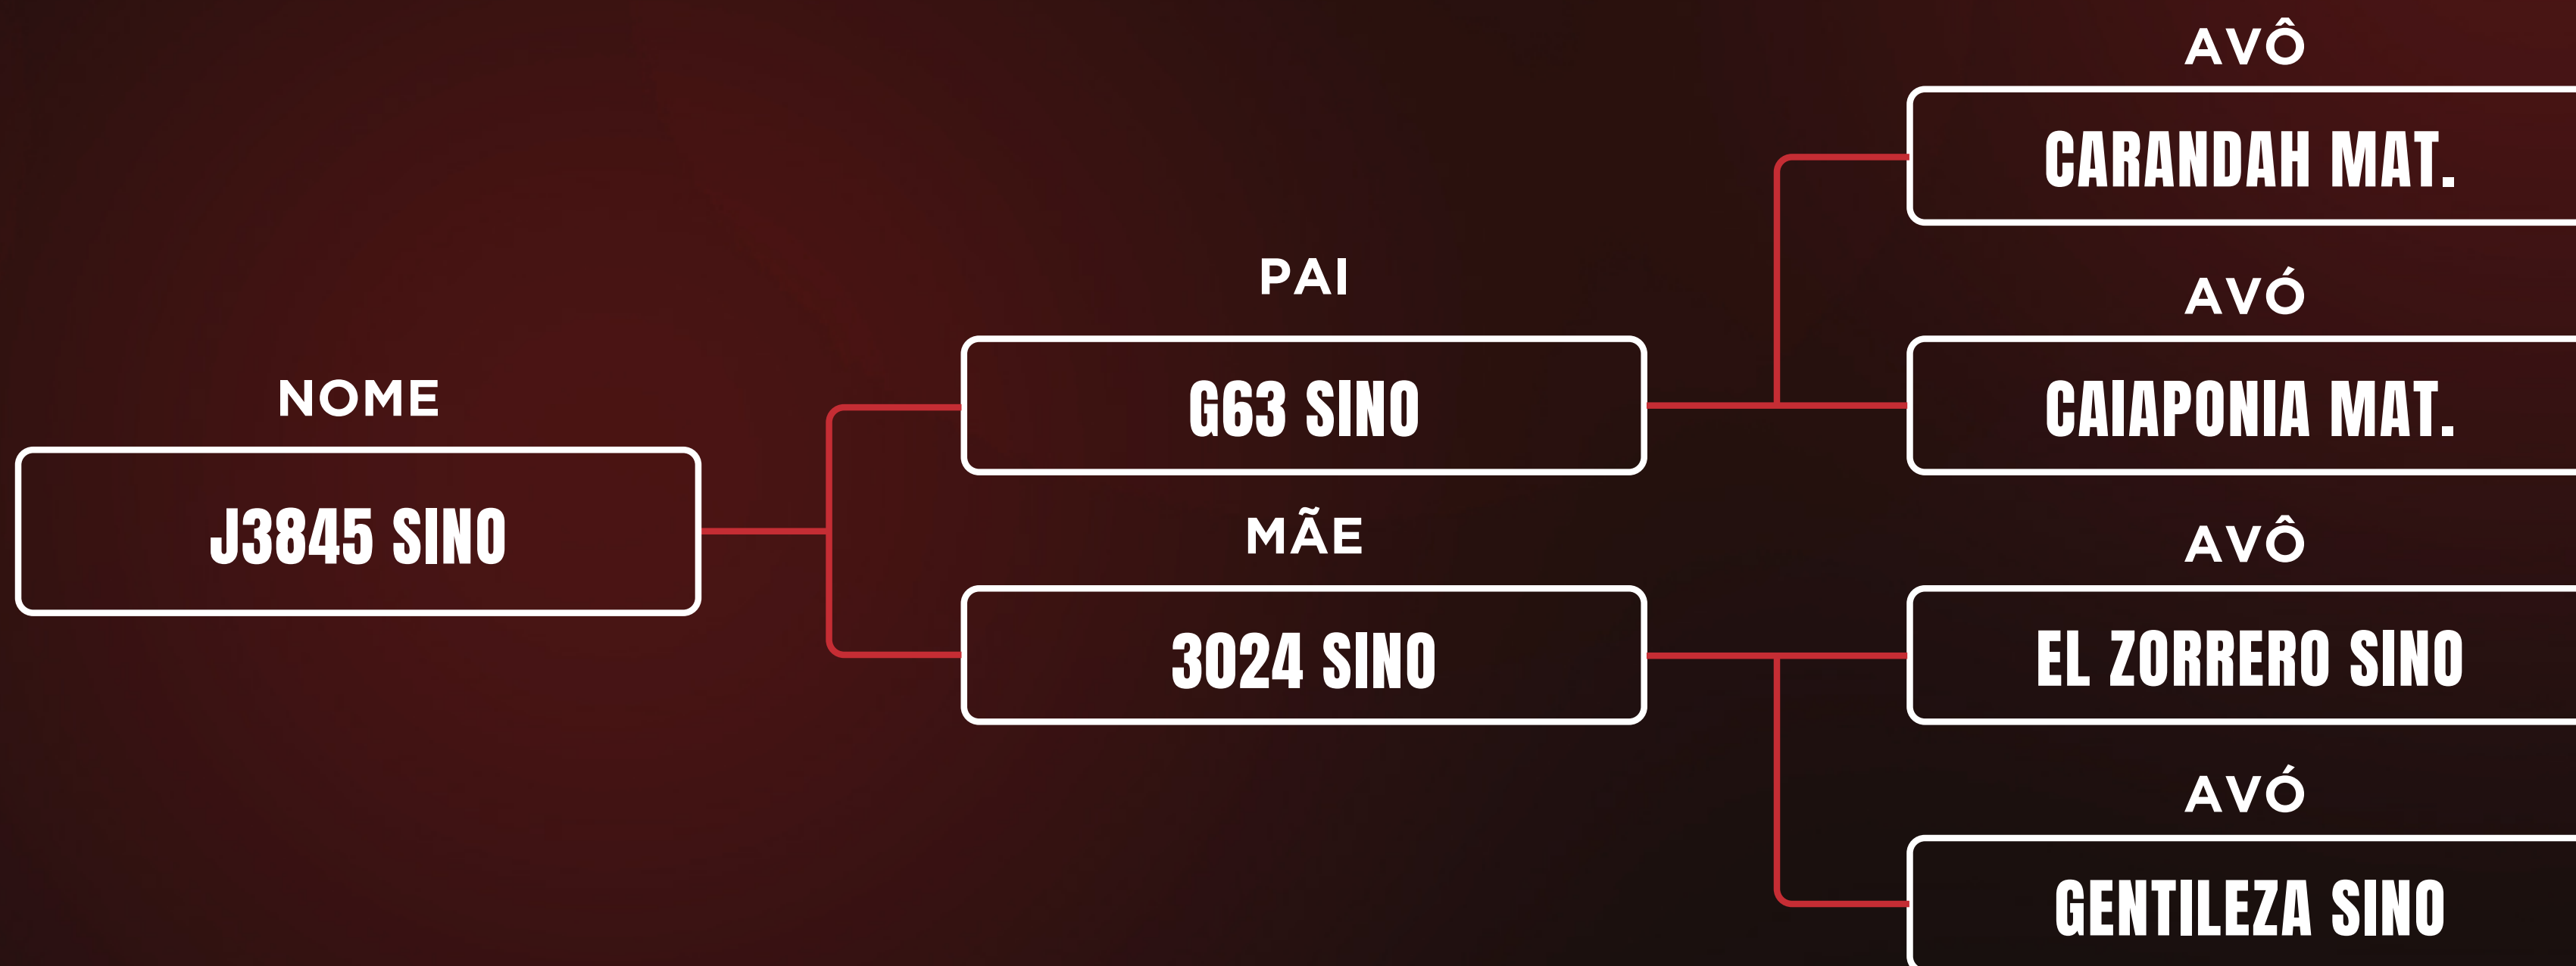 NOME
J3845 SINO
PAI
G63 SINO
MÃE
3024 SINO
AVÔ
CARANDAH MAT.
AVÓ
CAIAPONIA MAT.
AVÔ
EL ZORRERO SINO
AVÓ
GENTILEZA SINO